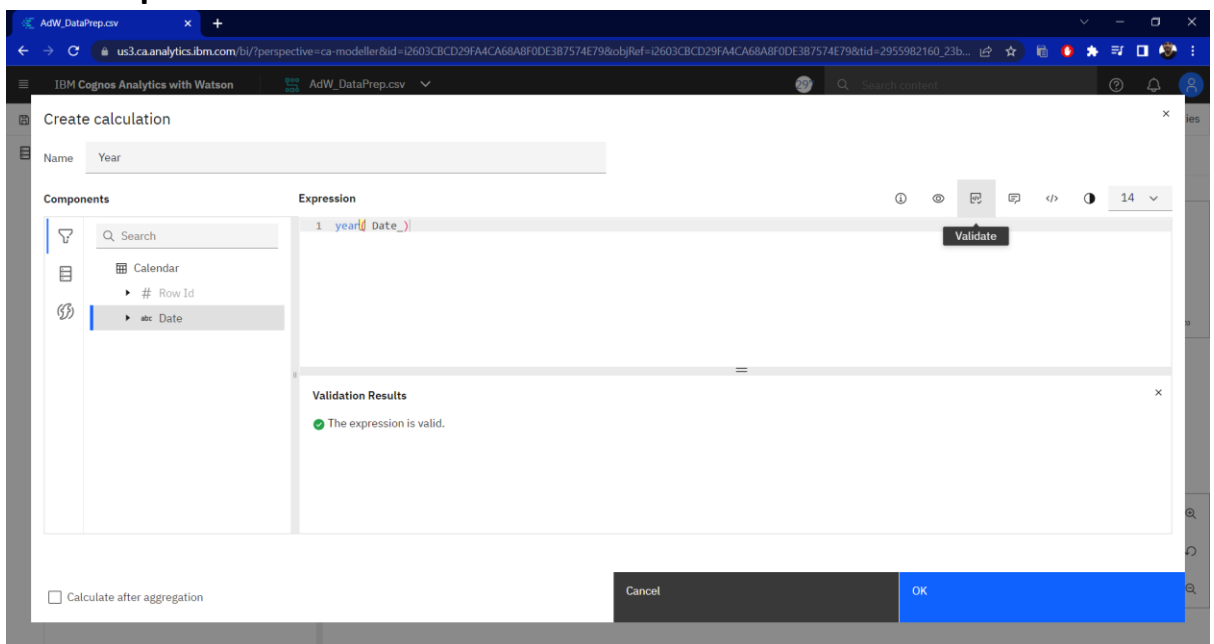 AdW_DataPrep.csv
us3.ca.analytics.ibm.com/bi/?perspective=ca-modeller&id=i2603CBCD29FA4CA68A8F0DE3B7574E79&objRef=i2603CBCD29FA4CA68A8F0DE3B7574E79&tid=2955982160_23b...
IBM Cognos Analytics with Watson AdW_DataPrep.csv Search content
Create calculation
ies
Name Year
Components Expression 14
1 year( Date_)
Search
Validate
Calendar
# Row Id
abc Date
Validation Results
The expression is valid.
Calculate after aggregation
Cancel OK